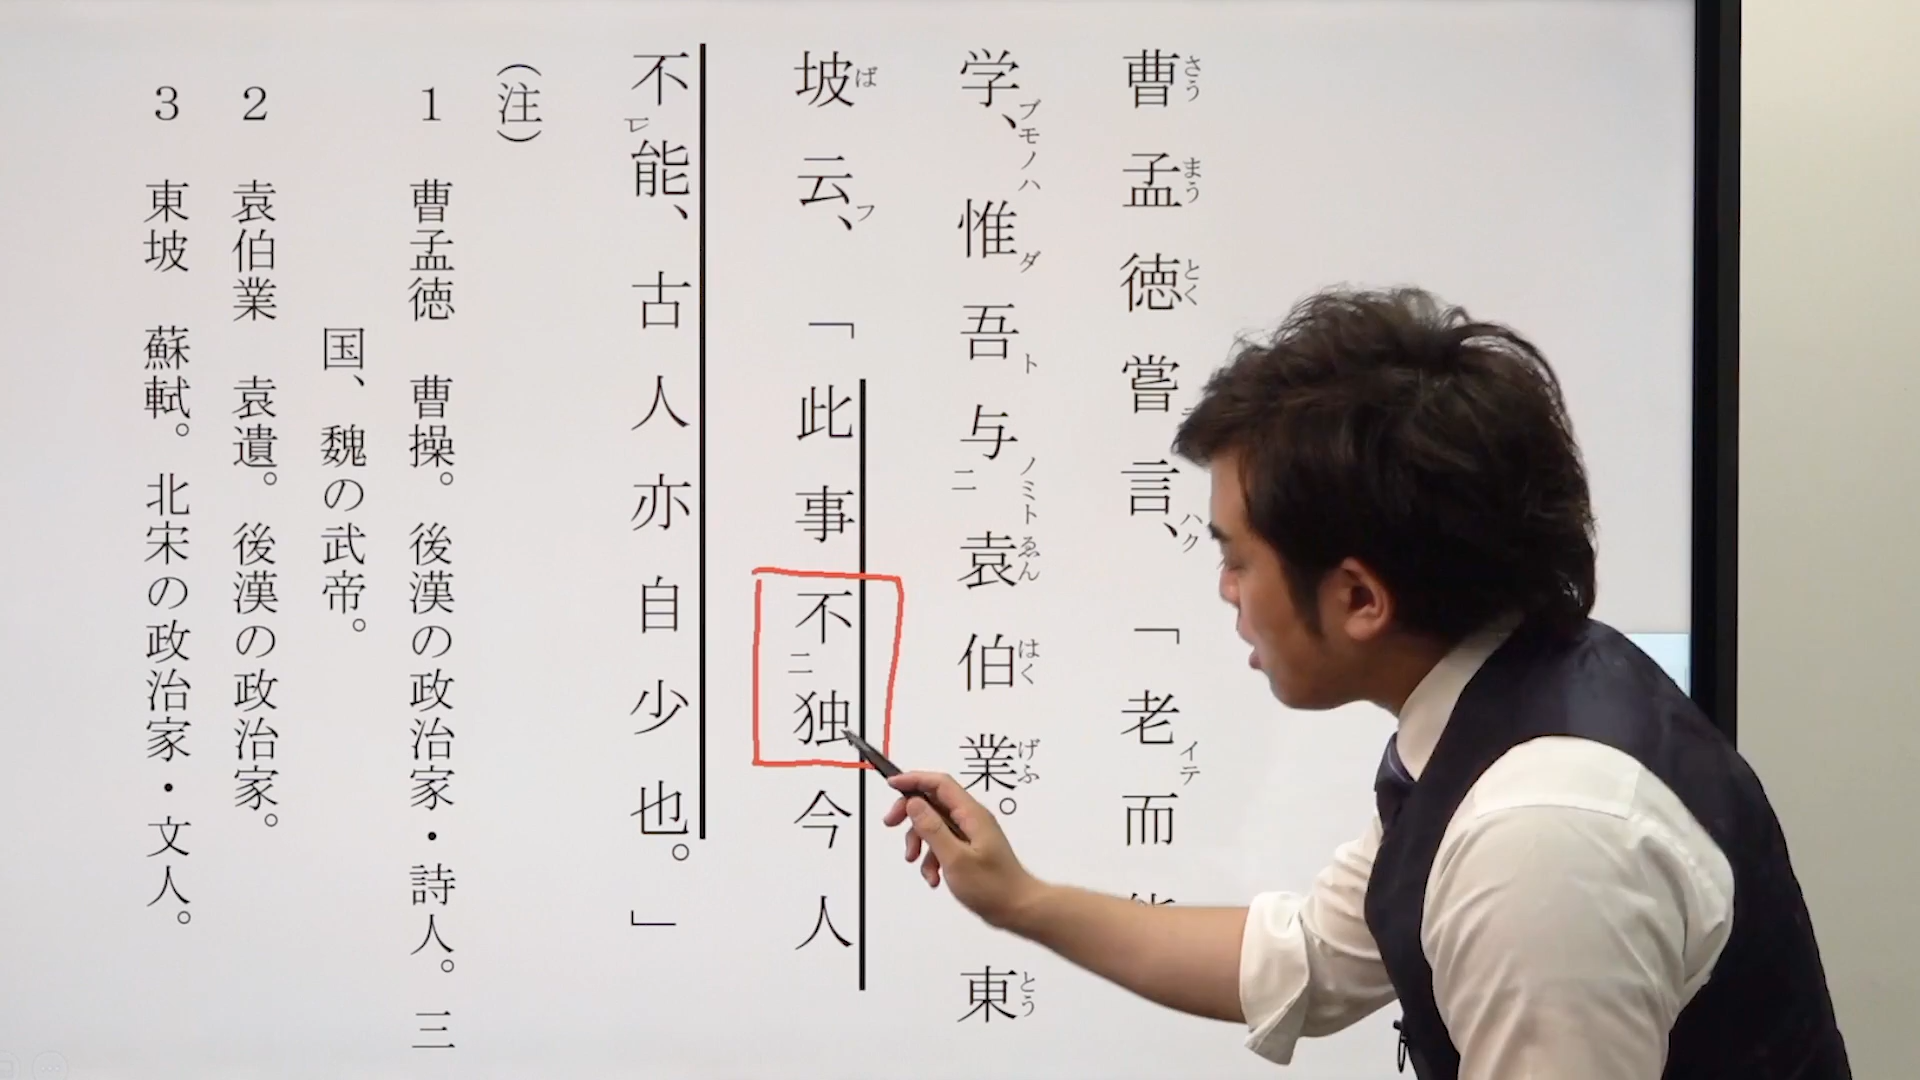 曹孟徳嘗言、「老而
学、惟吾与袁伯業。東
坡云、「此事不独今人
不能、古人亦自少也。」
(注)
1 曹孟徳 曹操。後漢の政治家・詩人。三
国、魏の武帝。
2 袁伯業 袁遺。後漢の政治家。
3 東坡 蘇軾。北宋の政治家・文人。